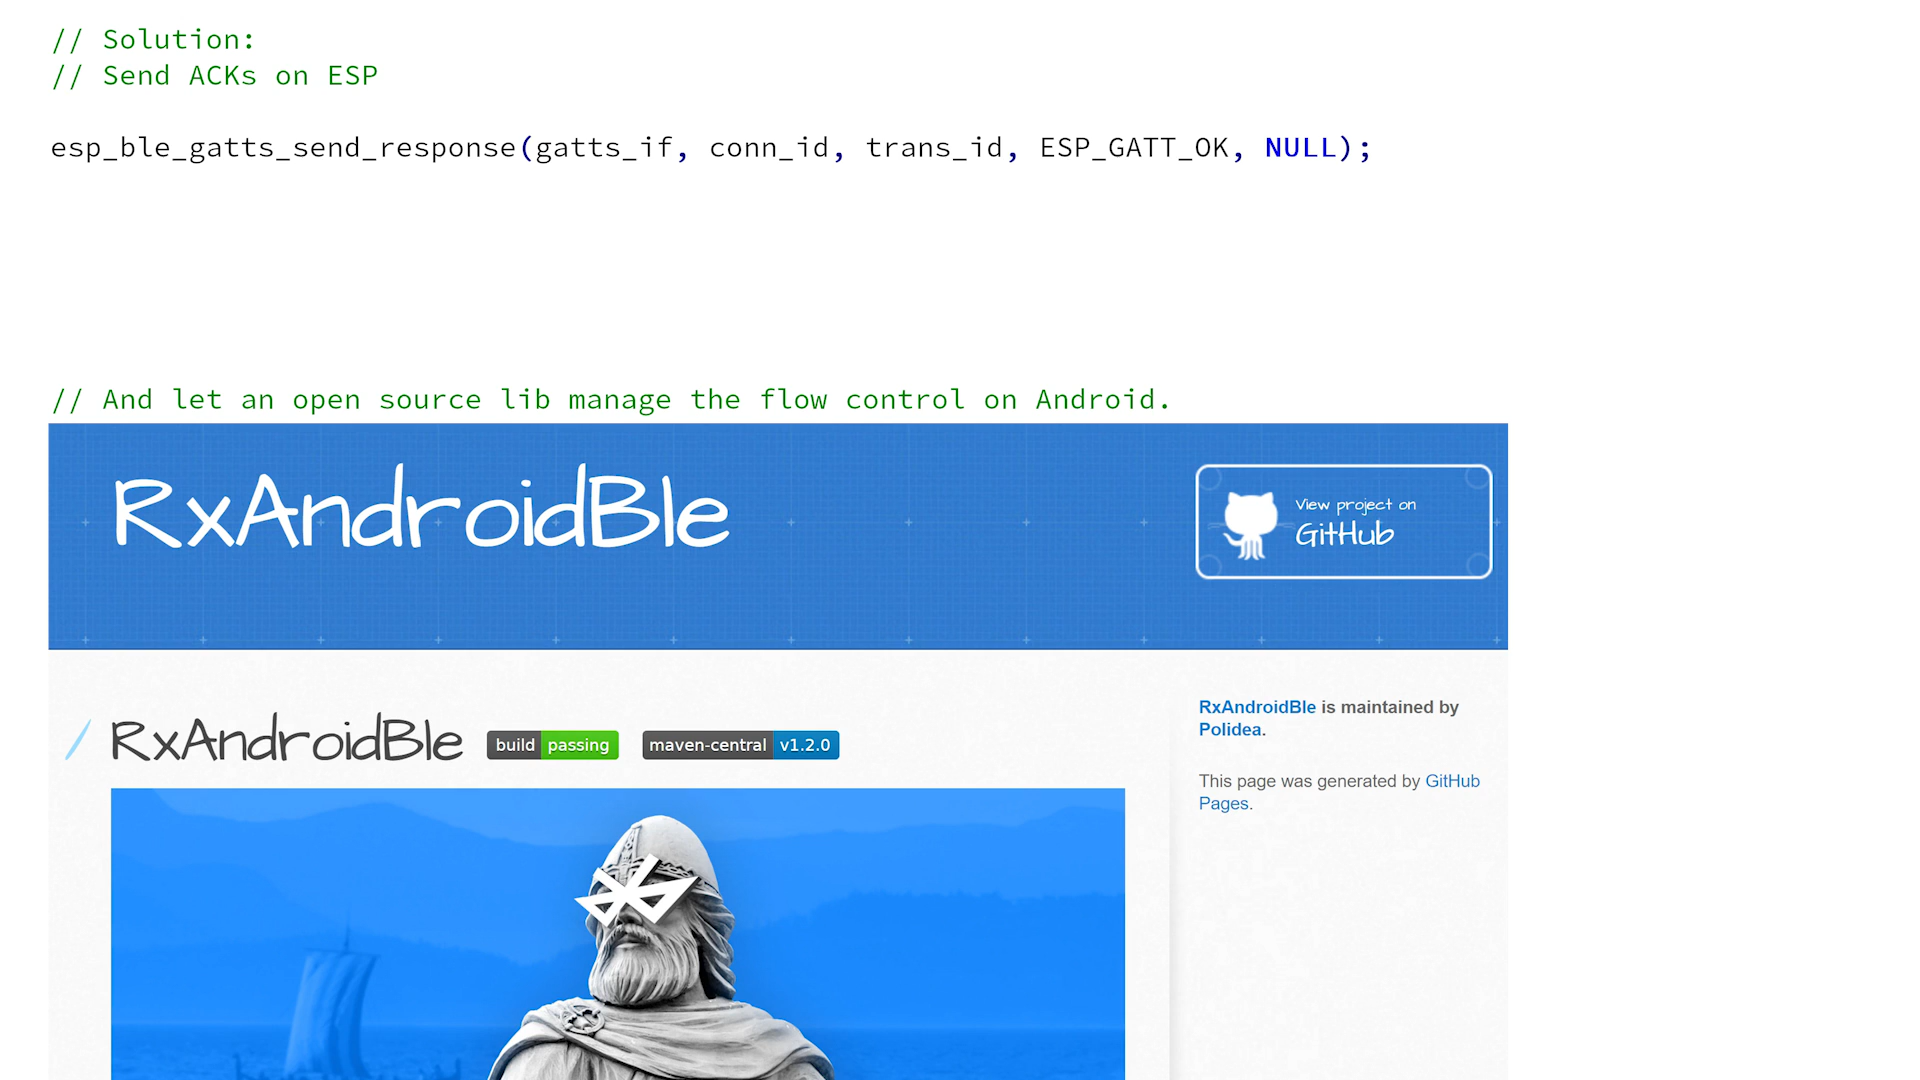 // Solution:
// Send ACKs on ESP
esp_ble_gatts_send_response(gatts_if, conn_id, trans_id, ESP_GATT_OK, NULL);
// And let an open source lib manage the flow control on Android.
RxAndroidBle
View project on
GitHub
RxAndroidBle build passing maven-central v1.2.0
RxAndroidBle is maintained by
Polidea.
This page was generated by GitHub
Pages.